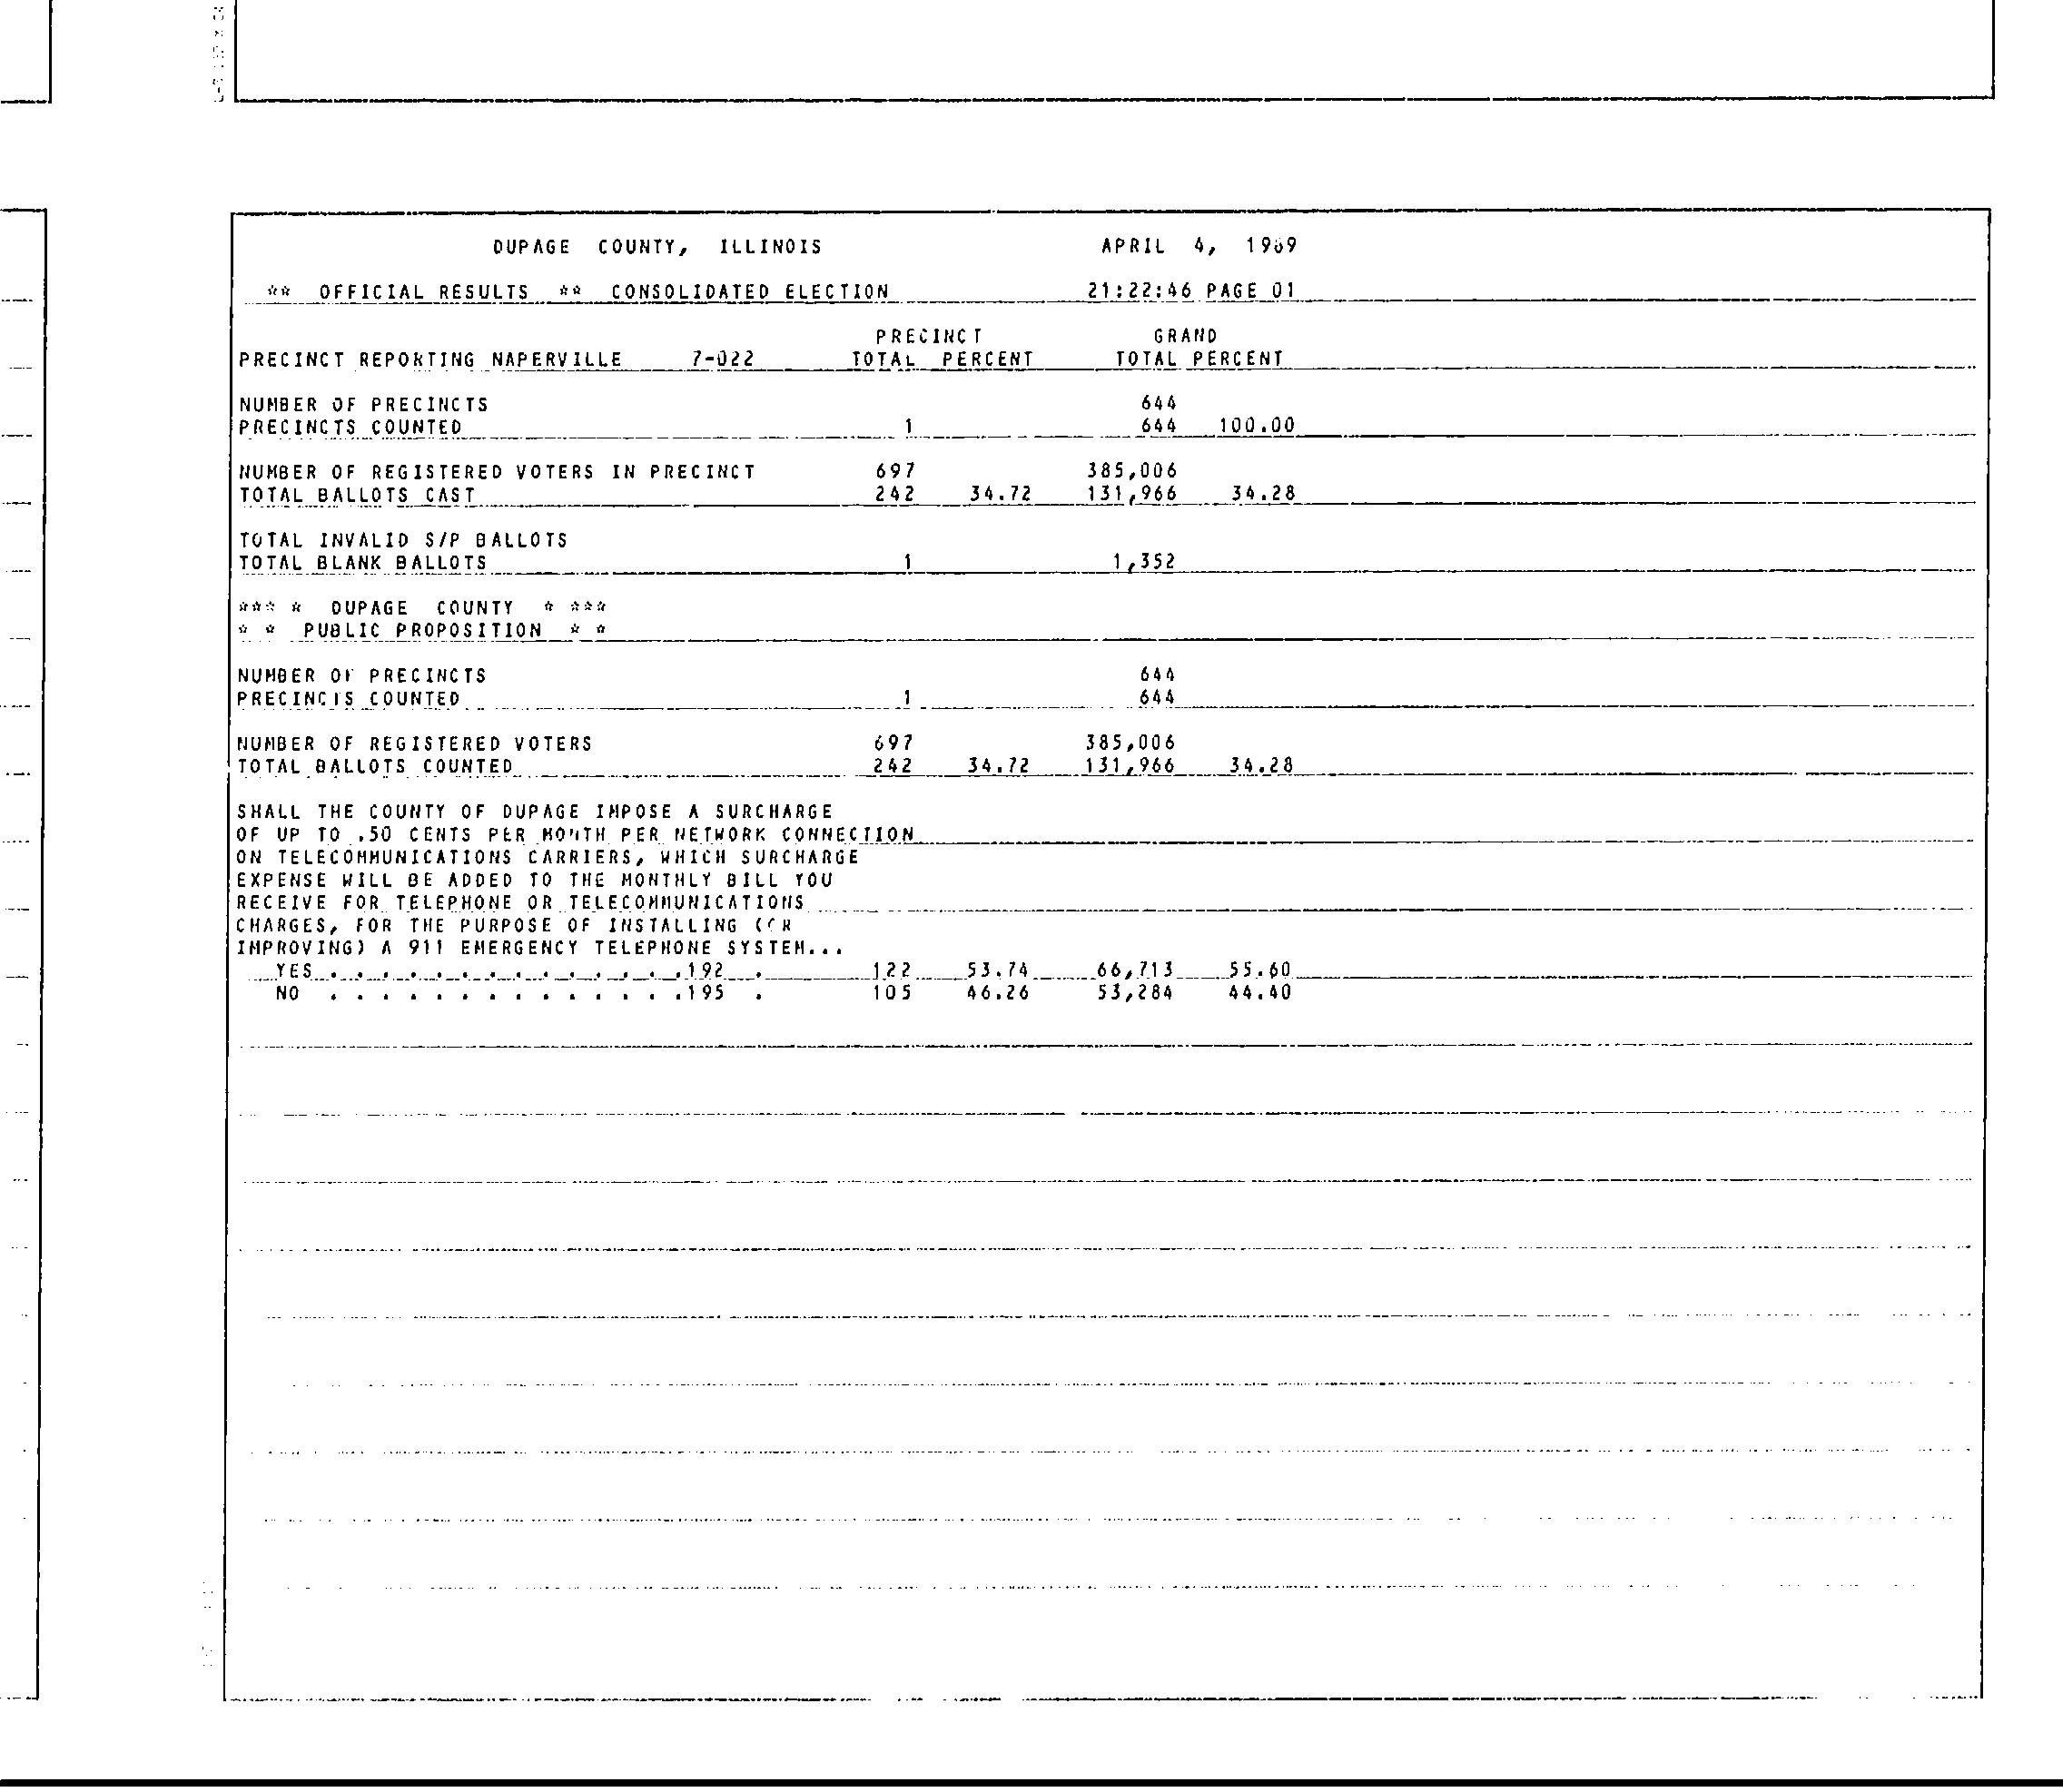 DUPAGE COUNTY, ILLINOIS APRIL 4, 1989
** OFFICIAL RESULTS ** CONSOLIDATED ELECTION 21:22:46 PAGE 01
PRECINCT GRAND
PRECINCT REPORTING NAPERVILLE 7-022 TOTAL PERCENT TOTAL PERCENT
NUMBER OF PRECINCTS 644
PRECINCTS COUNTED 1 644 100.00
NUMBER OF REGISTERED VOTERS IN PRECINCT 697 385,006
TOTAL BALLOTS CAST 242 34.72 131,966 34.28
TOTAL INVALID S/P BALLOTS
TOTAL BLANK BALLOTS 1 1,352
*** * DUPAGE COUNTY * ***
* * PUBLIC PROPOSITION * *
NUMBER OF PRECINCTS 644
PRECINCTS COUNTED 1 644
NUMBER OF REGISTERED VOTERS 697 385,006
TOTAL BALLOTS COUNTED 242 34.72 131,966 34.28
SHALL THE COUNTY OF DUPAGE IMPOSE A SURCHARGE
OF UP TO .50 CENTS PER MONTH PER NETWORK CONNECTION
ON TELECOMMUNICATIONS CARRIERS, WHICH SURCHARGE
EXPENSE WILL BE ADDED TO THE MONTHLY BILL YOU
RECEIVE FOR TELEPHONE OR TELECOMMUNICATIONS
CHARGES, FOR THE PURPOSE OF INSTALLING (OR
IMPROVING) A 911 EMERGENCY TELEPHONE SYSTEM...
YES . . . . . . . . . . . . . .192 . 122 53.74 66,713 55.60
NO . . . . . . . . . . . . . .195 . 105 46.26 53,284 44.40